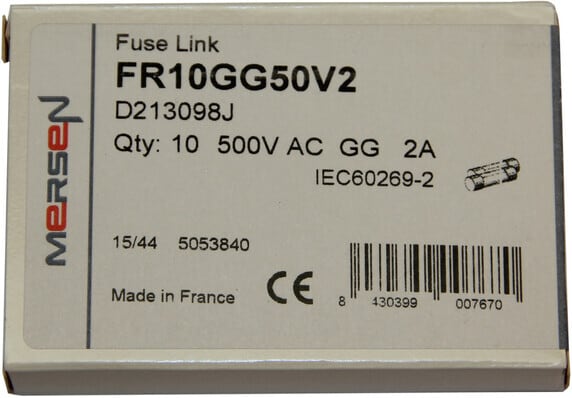 MERSEN
Fuse Link
FR10GG50V2
D213098J
Qty: 10 500V AC GG 2A
IEC60269-2
15/44 5053840
Made in France CE
8 430399 007670